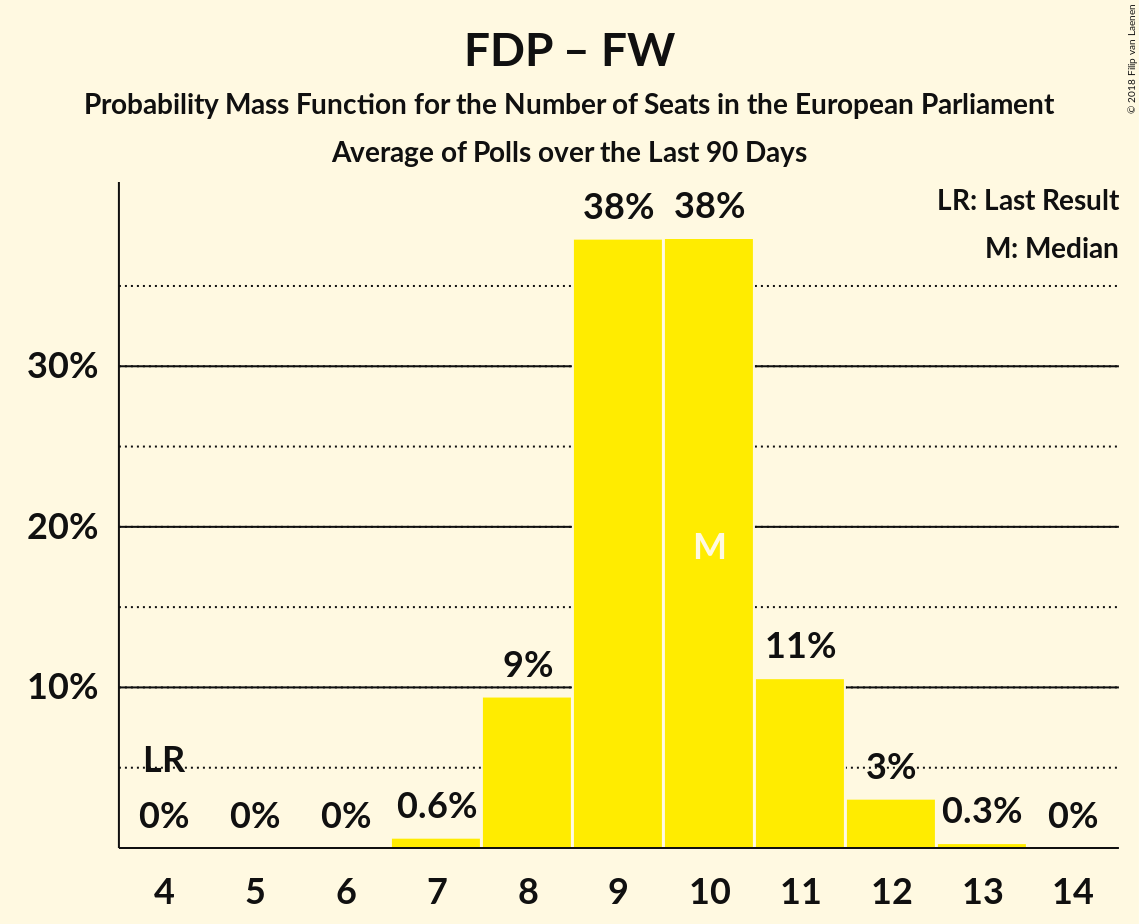 FDP – FW
Probability Mass Function for the Number of Seats in the European Parliament
Average of Polls over the Last 90 Days
© 2018 Filip van Laenen
LR: Last Result
M: Median
38% 38%
30%
20%
M
11%
9%
10%
LR
3%
0% 0% 0% 0.6% 0.3% 0%
4 5 6 7 8 9 10 11 12 13 14